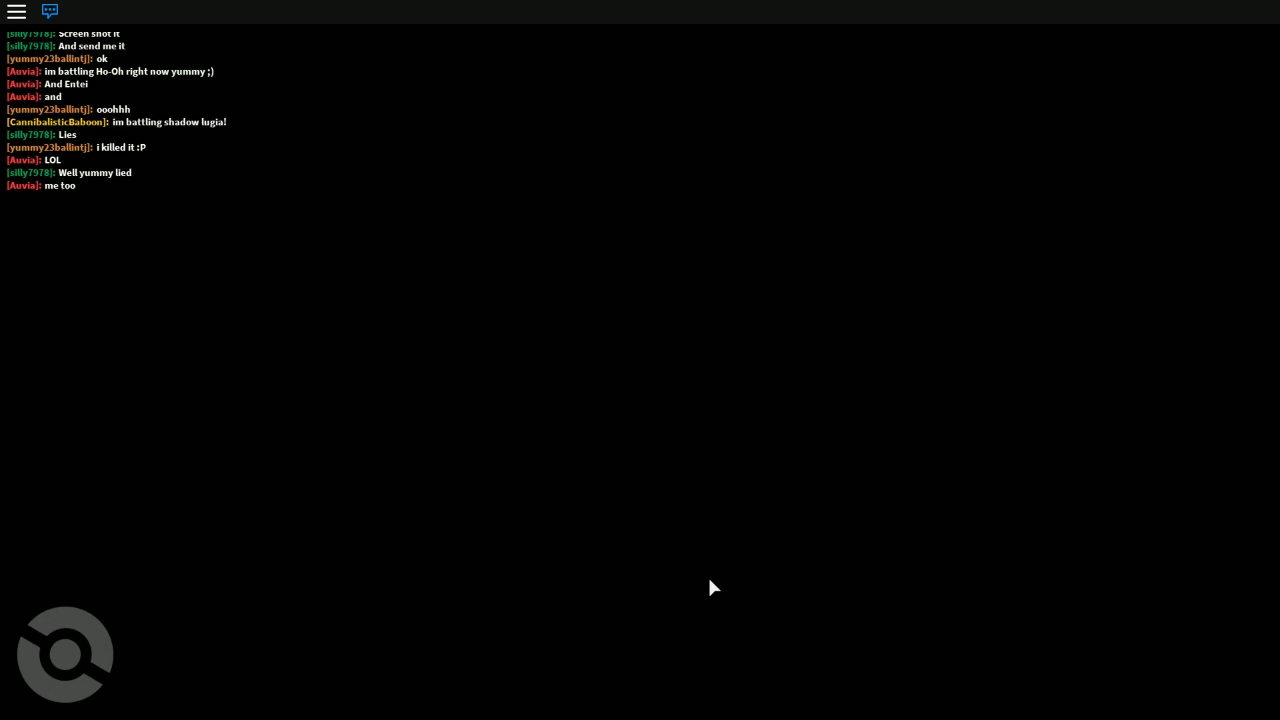 [silly7978]: Screen shot it
[silly7978]: And send me it
[yummy23ballintj]: ok
[Auvia]: im battling Ho-Oh right now yummy ;)
[Auvia]: And Entei
[Auvia]: and
[yummy23ballintj]: ooohhh
[CannibalisticBaboon]: im battling shadow lugia!
[silly7978]: Lies
[yummy23ballintj]: i killed it :P
[Auvia]: LOL
[silly7978]: Well yummy lied
[Auvia]: me too